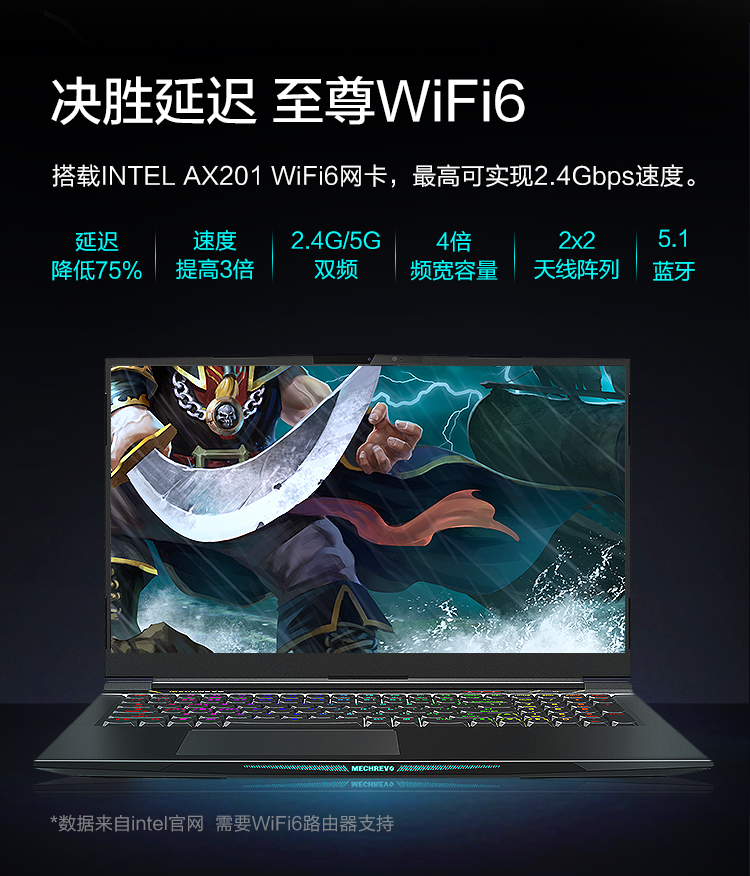 决胜延迟 至尊WiFi6
搭载INTEL AX201 WiFi6网卡，最高可实现2.4Gbps速度。
延迟
降低75%
速度
提高3倍
2.4G/5G
双频
4倍
频宽容量
2x2
天线阵列
5.1
蓝牙
MECHREVO
*数据来自intel官网 需要WiFi6路由器支持